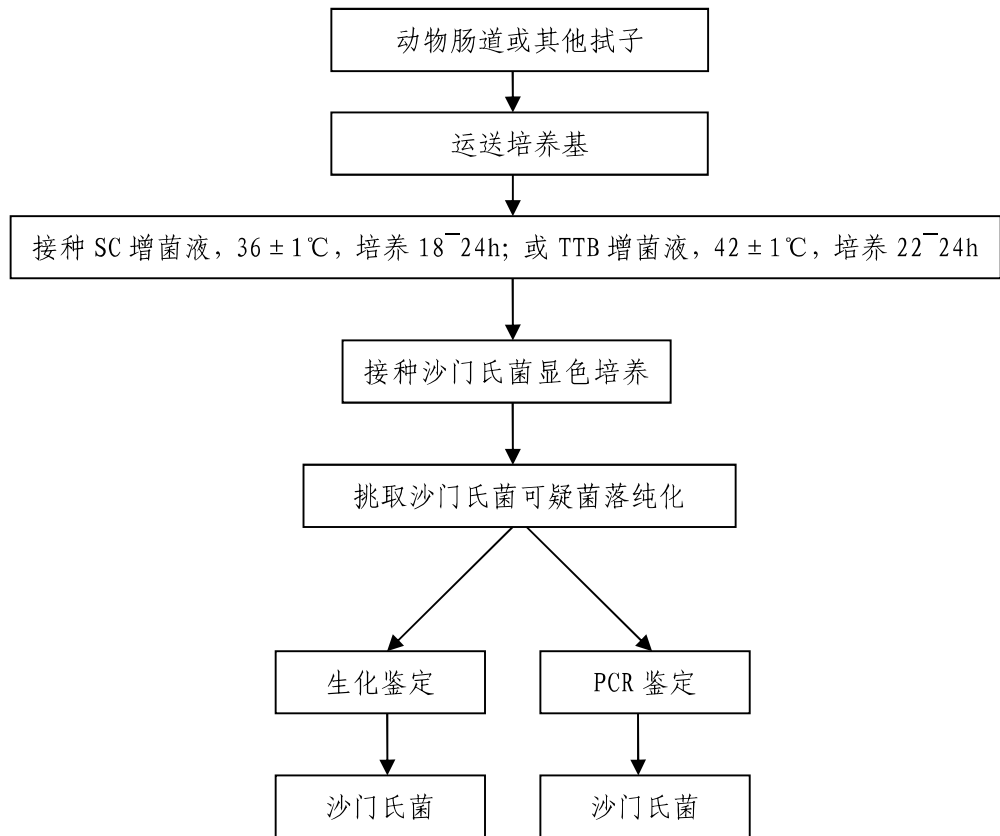 动物肠道或其他拭子
运送培养基
接种 SC 增菌液，36±1℃，培养 18‾24h；或 TTB 增菌液，42±1℃，培养 22‾24h
接种沙门氏菌显色培养
挑取沙门氏菌可疑菌落纯化
生化鉴定
PCR 鉴定
沙门氏菌
沙门氏菌